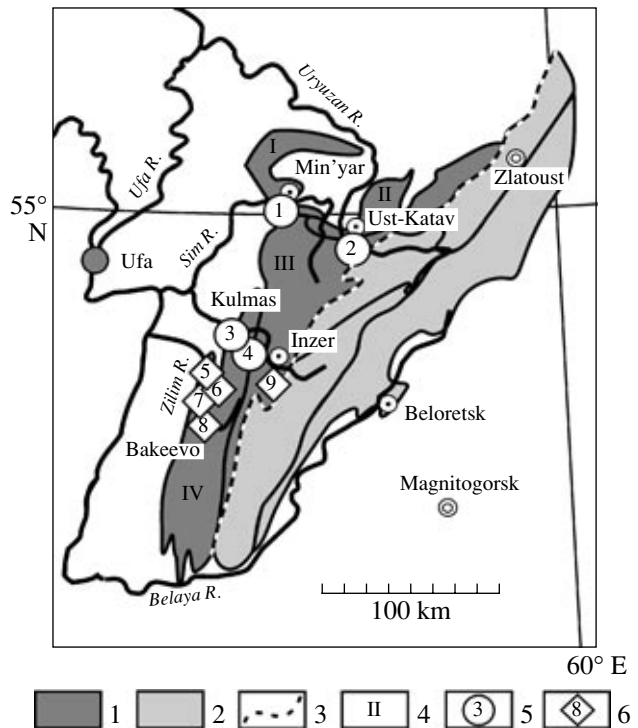 Uryuzan R.
I
Min'yar
Ufa R.
Zlatoust
II
55°
N
1
Ust-Katav
2
Sim R.
Ufa
III
Kulmas
3
4
Inzer
Zilim R.
5
6
9
7
8
Beloretsk
Bakeevo
Magnitogorsk
IV
100 km
Belaya R.
60° E
1 2 3 II 4 3 5 8 6